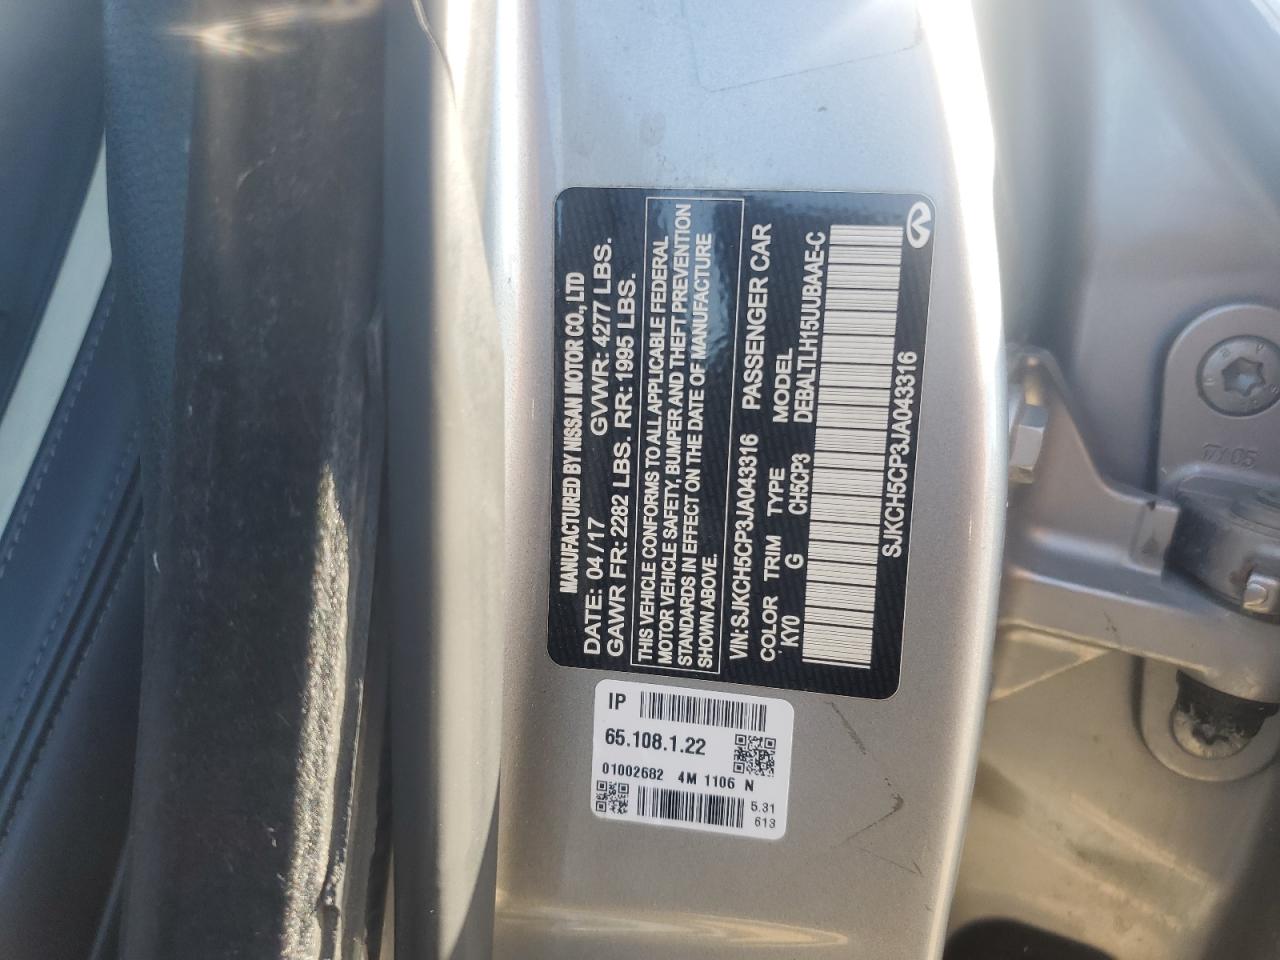 MANUFACTURED BY NISSAN MOTOR CO., LTD
DATE: 04 / 17 GVWR: 4277 LBS.
GAWR FR: 2282 LBS. RR: 1995 LBS.
THIS VEHICLE CONFORMS TO ALL APPLICABLE FEDERAL
MOTOR VEHICLE SAFETY, BUMPER AND THEFT PREVENTION
STANDARDS IN EFFECT ON THE DATE OF MANUFACTURE
SHOWN ABOVE.
VIN: SJKCH5CP3JA043316 PASSENGER CAR
COLOR TRIM TYPE MODEL
KY0 G CH5CP3 DEBALTLH15UUBAAE-C
SJKCH5CP3JA043316
IP
65.108.1.22
01002682 4M 1106 N
5.31
613
17105